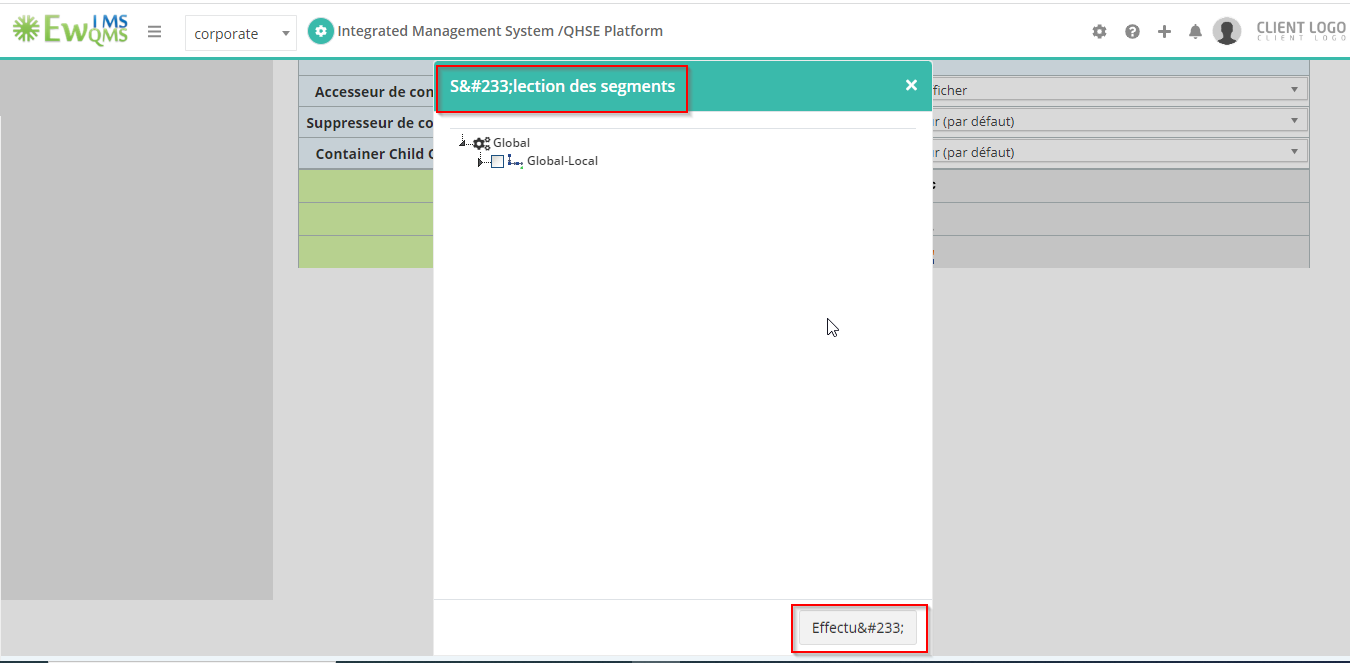 EwQMS IMS
corporate
Integrated Management System /QHSE Platform
CLIENT LOGO
CLIENT LOGO
S&#233;lection des segments
Accesseur de con
ficher
Suppresseur de co
r (par défaut)
Container Child
r (par défaut)
Global
Global-Local
Effectu&#233;